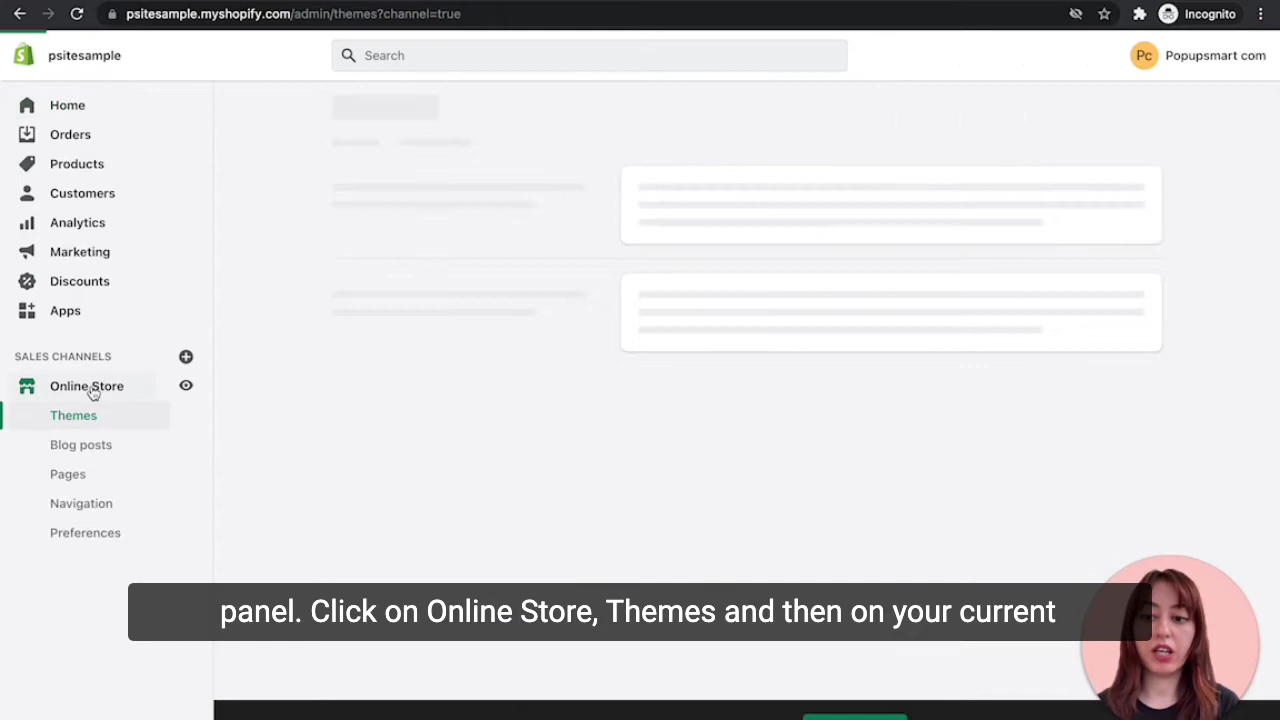 psitesample.myshopify.com/admin/themes?channel=true
Incognito
psitesample
Search
Pc
Popupsmart com
Home
Orders
Products
Customers
Analytics
Marketing
Discounts
Apps
SALES CHANNELS
Online Store
Themes
Blog posts
Pages
Navigation
Preferences
panel. Click on Online Store, Themes and then on your current